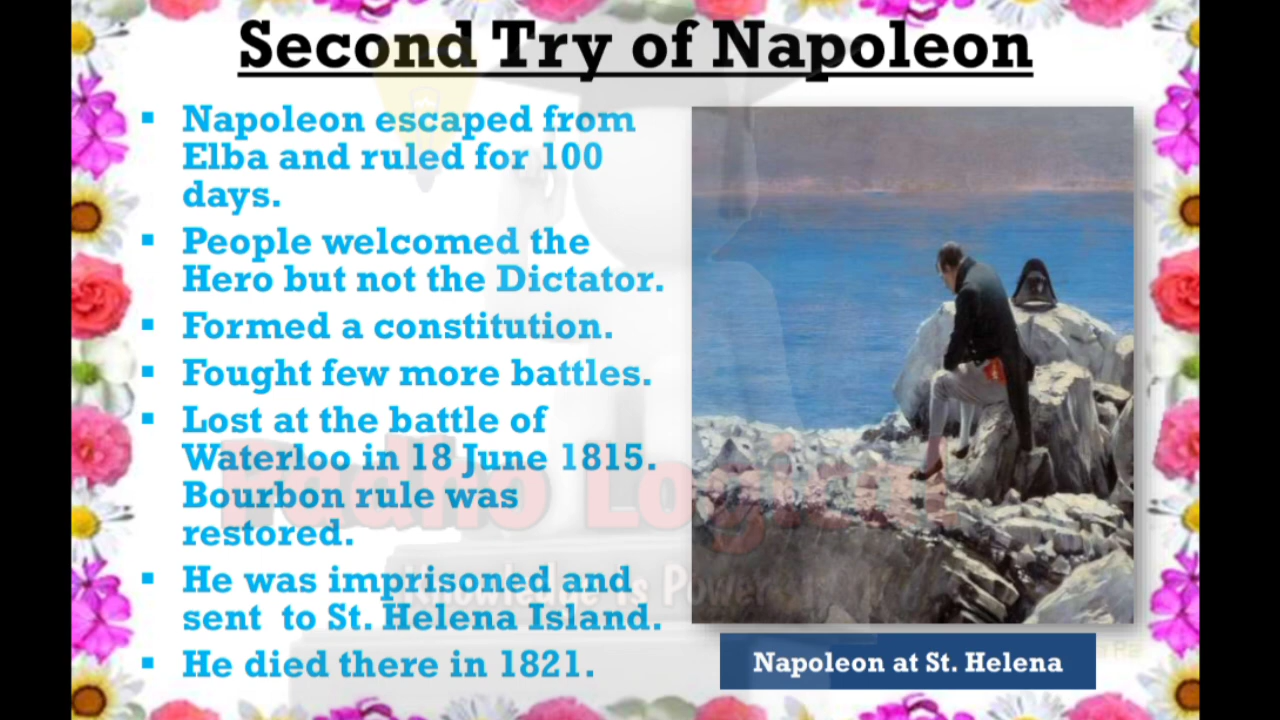 Second Try of Napoleon
▪ Napoleon escaped from
Elba and ruled for 100
days.
▪ People welcomed the
Hero but not the Dictator.
▪ Formed a constitution.
▪ Fought few more battles.
▪ Lost at the battle of
Waterloo in 18 June 1815.
Bourbon rule was
restored.
▪ He was imprisoned and
sent  to St. Helena Island.
▪ He died there in 1821.
Napoleon at St. Helena